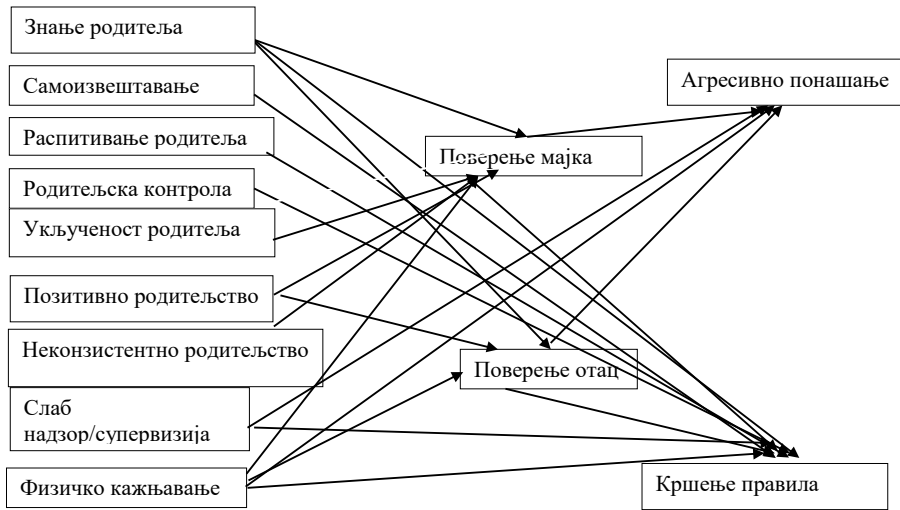 Знање родитеља
Самоизвештавање
Распитивање родитеља
Родитељска контрола
Укљученост родитеља
Позитивно родитељство
Неконзистентно родитељство
Слаб
надзор/супервизија
Физичко кажњавање
Поверење мајка
Поверење отац
Агресивно понашање
Кршење правила